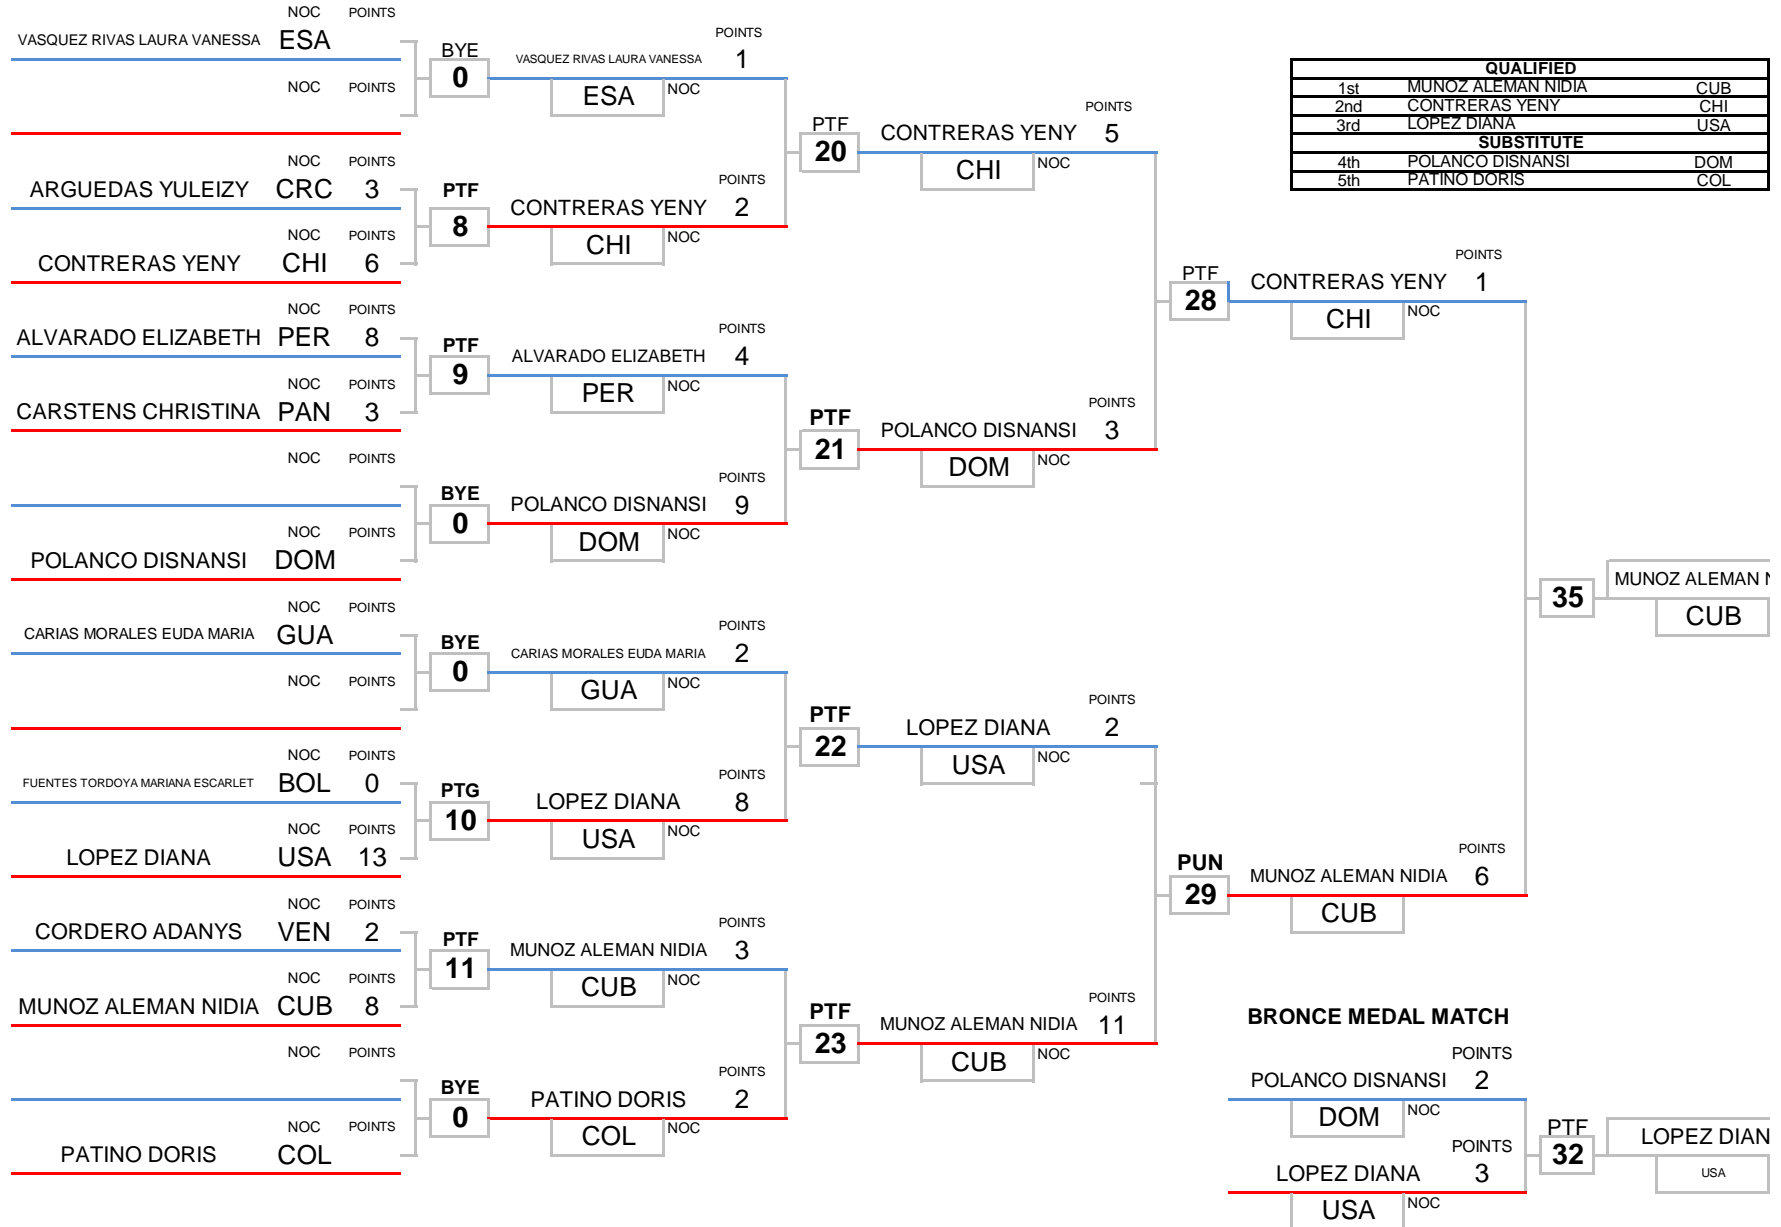 NOC POINTS
VASQUEZ RIVAS LAURA VANESSA ESA
NOC POINTS
BYE
0
NOC POINTS
ARGUEDAS YULEIZY CRC 3
NOC POINTS
CONTRERAS YENY CHI 6
PTF
8
NOC POINTS
ALVARADO ELIZABETH PER 8
NOC POINTS
CARSTENS CHRISTINA PAN 3
PTF
9
NOC POINTS
NOC POINTS
POLANCO DISNANSI DOM
BYE
0
NOC POINTS
CARIAS MORALES EUDA MARIA GUA
NOC POINTS
BYE
0
NOC POINTS
FUENTES TORDOYA MARIANA ESCARLET BOL 0
NOC POINTS
LOPEZ DIANA USA 13
PTG
10
NOC POINTS
CORDERO ADANYS VEN 2
NOC POINTS
MUNOZ ALEMAN NIDIA CUB 8
PTF
11
NOC POINTS
NOC POINTS
PATINO DORIS COL
BYE
0
POINTS
VASQUEZ RIVAS LAURA VANESSA 1
ESA NOC
POINTS
CONTRERAS YENY 2
CHI NOC
PTF
20
POINTS
ALVARADO ELIZABETH 4
PER NOC
POINTS
POLANCO DISNANSI 9
DOM NOC
PTF
21
POINTS
CARIAS MORALES EUDA MARIA 2
GUA NOC
POINTS
LOPEZ DIANA 8
USA NOC
PTF
22
POINTS
MUNOZ ALEMAN NIDIA 3
CUB NOC
POINTS
PATINO DORIS 2
COL NOC
PTF
23
POINTS
CONTRERAS YENY 5
CHI NOC
POINTS
POLANCO DISNANSI 3
DOM NOC
PTF
28
POINTS
LOPEZ DIANA 2
USA NOC
POINTS
MUNOZ ALEMAN NIDIA 11
CUB NOC
PUN
29
POINTS
CONTRERAS YENY 1
CHI NOC
POINTS
MUNOZ ALEMAN NIDIA 6
CUB
35
MUNOZ ALEMAN
CUB
QUALIFIED
1st MUNOZ ALEMAN NIDIA CUB
2nd CONTRERAS YENY CHI
3rd LOPEZ DIANA USA
SUBSTITUTE
4th POLANCO DISNANSI DOM
5th PATINO DORIS COL
BRONCE MEDAL MATCH
POINTS
POLANCO DISNANSI 2
DOM NOC
POINTS
LOPEZ DIANA 3
USA NOC
PTF
32
LOPEZ DIAN
USA